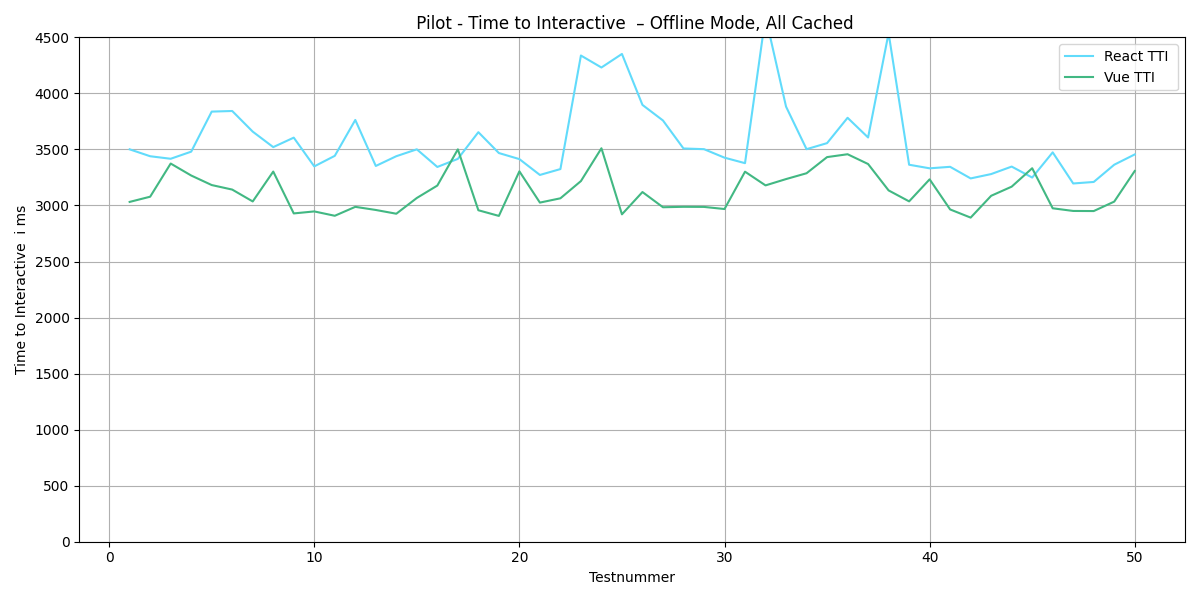 Pilot - Time to Interactive  – Offline Mode, All Cached
React TTI
Vue TTI
Time to Interactive  i ms
4500
4000
3500
3000
2500
2000
1500
1000
500
0
0 10 20 30 40 50
Testnummer